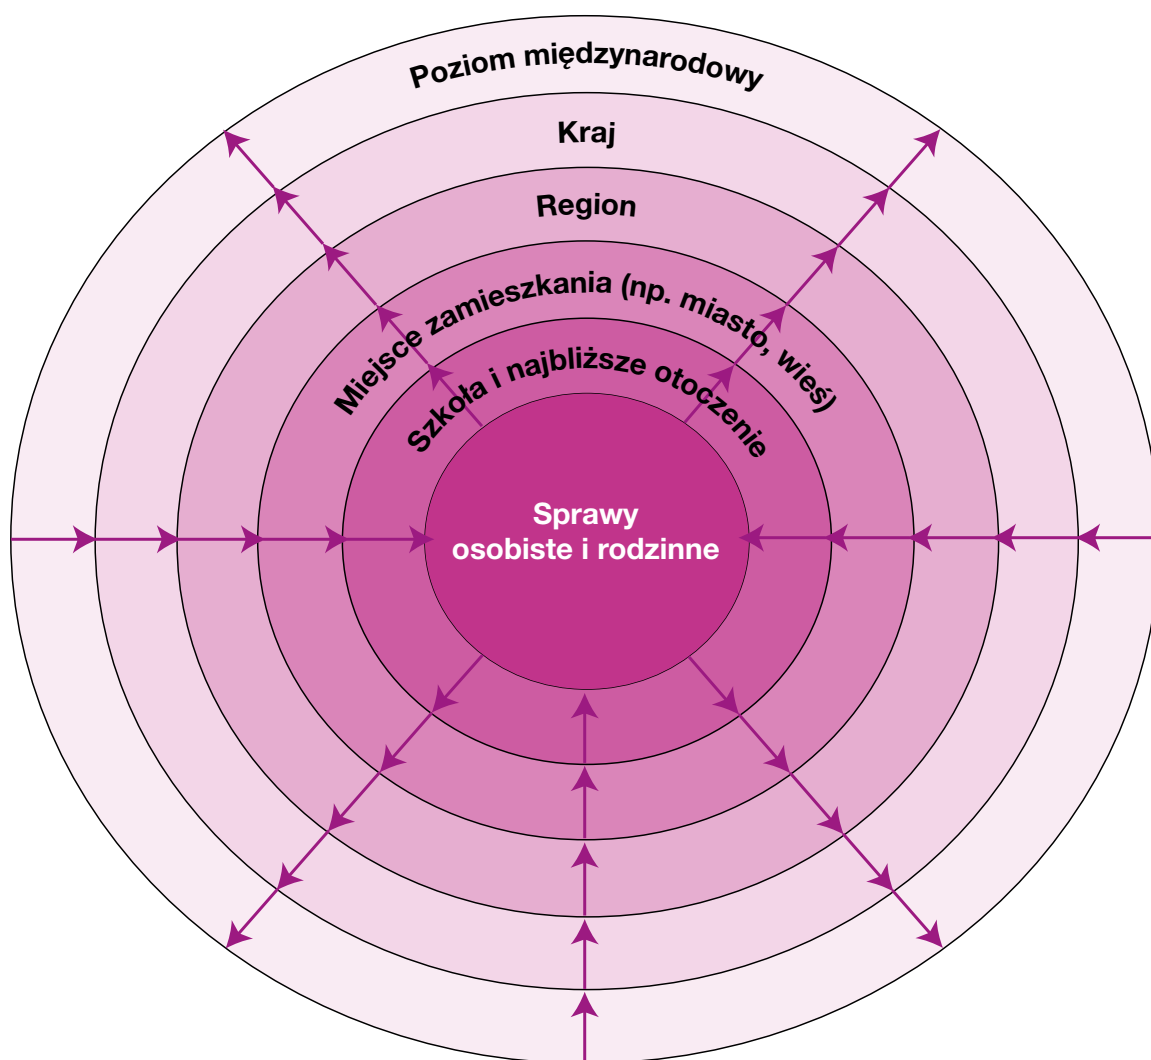 Poziom międzynarodowy
Kraj
Region
Miejsce zamieszkania (np. miasto, wieś)
Szkoła i najbliższe otoczenie
Sprawy
osobiste i rodzinne